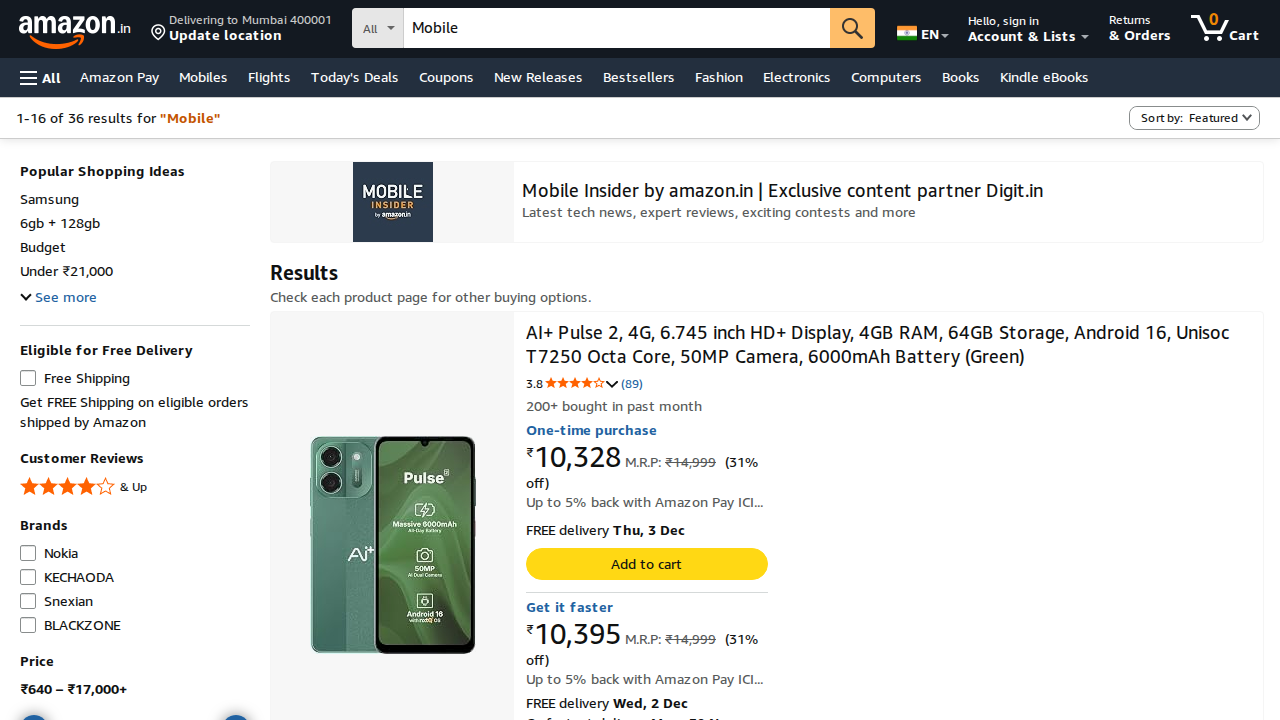 amazon.in
Delivering to Mumbai 400001
Update location
All
Mobile
EN
Hello, sign in
Account & Lists
Returns
& Orders
0
Cart
All
Amazon Pay
Mobiles
Flights
Today's Deals
Coupons
New Releases
Bestsellers
Fashion
Electronics
Computers
Books
Kindle eBooks
1-16 of 36 results for "Mobile"
Sort by: Featured
Popular Shopping Ideas
Samsung
6gb + 128gb
Budget
Under ₹21,000
See more
Eligible for Free Delivery
Free Shipping
Get FREE Shipping on eligible orders
shipped by Amazon
Customer Reviews
& Up
Brands
Nokia
KECHAODA
Snexian
BLACKZONE
Price
₹640 – ₹17,000+
MOBILE
INSIDER
by amazon.in
Mobile Insider by amazon.in | Exclusive content partner Digit.in
Latest tech news, expert reviews, exciting contests and more
Results
Check each product page for other buying options.
Pulse 2
Massive 6000mAh
All-Day Battery
50MP
AI Dual Camera
Android 16
with nxtQ OS
Ai+
AI+ Pulse 2, 4G, 6.745 inch HD+ Display, 4GB RAM, 64GB Storage, Android 16, Unisoc
T7250 Octa Core, 50MP Camera, 6000mAh Battery (Green)
3.8 (89)
200+ bought in past month
One-time purchase
₹10,328 M.R.P: ₹14,999 (31%
off)
Up to 5% back with Amazon Pay ICI...
FREE delivery Thu, 3 Dec
Add to cart
Get it faster
₹10,395 M.R.P: ₹14,999 (31%
off)
Up to 5% back with Amazon Pay ICI...
FREE delivery Wed, 2 Dec